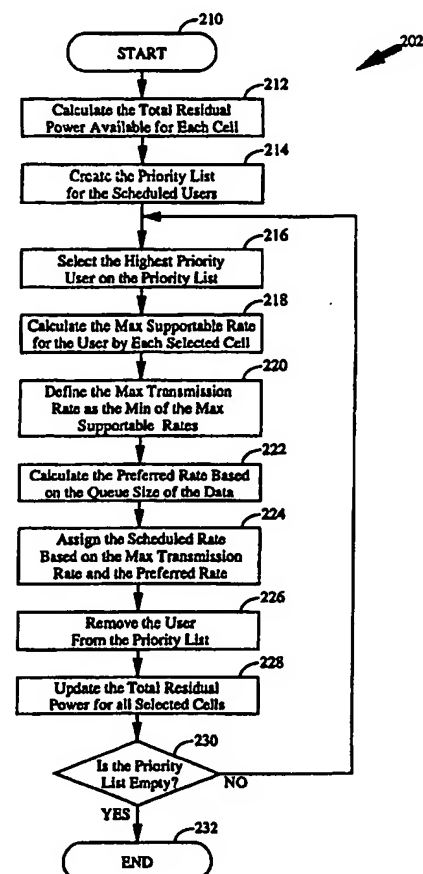 210
START
202
212
Calculate the Total Residual
Power Available for Each Cell
214
Create the Priority List
for the Scheduled Users
216
Select the Highest Priority
User on the Priority List
218
Calculate the Max Supportable Rate
for the User by Each Selected Cell
220
Define the Max Transmission
Rate as the Min of the Max
Supportable Rates
222
Calculate the Preferred Rate Based
on the Queue Size of the Data
224
Assign the Scheduled Rate
Based on the Max Transmission
Rate and the Preferred Rate
226
Remove the User
From the Priority List
228
Update the Total Residual
Power for all Selected Cells
230
Is the Priority
List Empty?
NO
YES
232
END